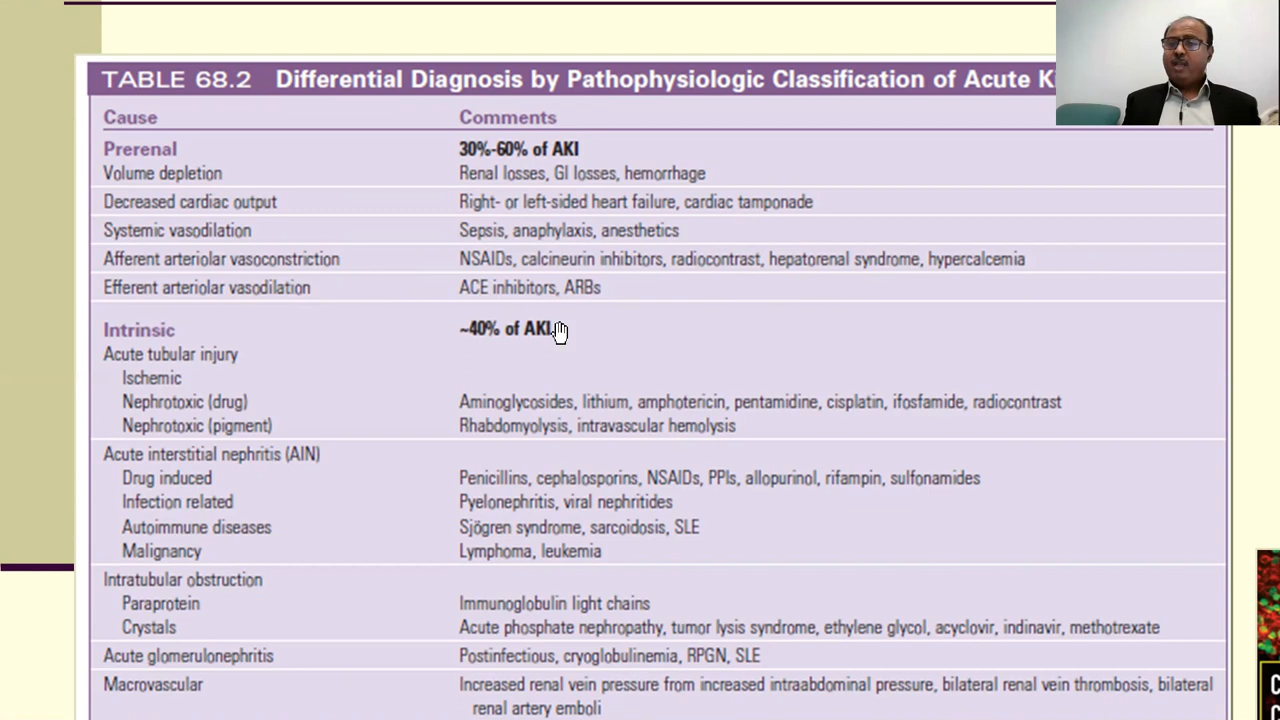 TABLE 68.2 Differential Diagnosis by Pathophysiologic Classification of Acute K
Cause Comments
Prerenal 30%-60% of AKI
Volume depletion Renal losses, GI losses, hemorrhage
Decreased cardiac output Right- or left-sided heart failure, cardiac tamponade
Systemic vasodilation Sepsis, anaphylaxis, anesthetics
Afferent arteriolar vasoconstriction NSAIDs, calcineurin inhibitors, radiocontrast, hepatorenal syndrome, hypercalcemia
Efferent arteriolar vasodilation ACE inhibitors, ARBs
Intrinsic ~40% of AKI
Acute tubular injury
Ischemic
Nephrotoxic (drug) Aminoglycosides, lithium, amphotericin, pentamidine, cisplatin, ifosfamide, radiocontrast
Nephrotoxic (pigment) Rhabdomyolysis, intravascular hemolysis
Acute interstitial nephritis (AIN)
Drug induced Penicillins, cephalosporins, NSAIDs, PPIs, allopurinol, rifampin, sulfonamides
Infection related Pyelonephritis, viral nephritides
Autoimmune diseases Sjögren syndrome, sarcoidosis, SLE
Malignancy Lymphoma, leukemia
Intratubular obstruction
Paraprotein Immunoglobulin light chains
Crystals Acute phosphate nephropathy, tumor lysis syndrome, ethylene glycol, acyclovir, indinavir, methotrexate
Acute glomerulonephritis Postinfectious, cryoglobulinemia, RPGN, SLE
Macrovascular Increased renal vein pressure from increased intraabdominal pressure, bilateral renal vein thrombosis, bilateral
renal artery emboli